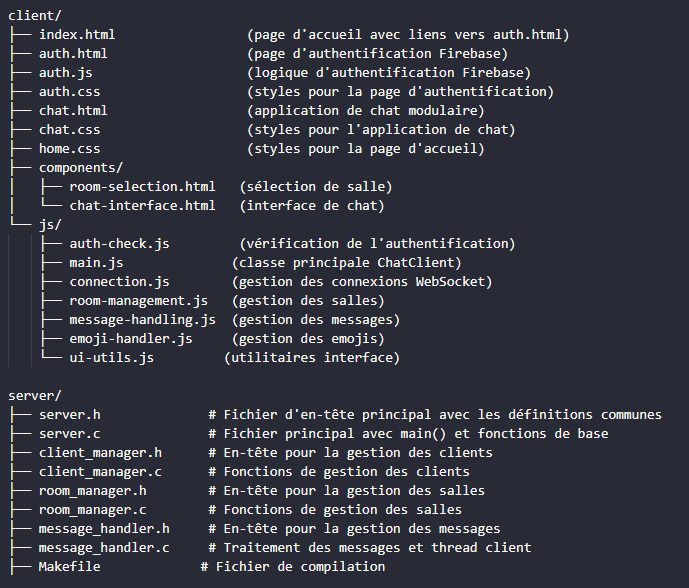 client/
├── index.html                 (page d'accueil avec liens vers auth.html)
├── auth.html                  (page d'authentification Firebase)
├── auth.js                    (logique d'authentification Firebase)
├── auth.css                   (styles pour la page d'authentification)
├── chat.html                  (application de chat modulaire)
├── chat.css                   (styles pour l'application de chat)
├── home.css                   (styles pour la page d'accueil)
├── components/
│   ├── room-selection.html   (sélection de salle)
│   └── chat-interface.html   (interface de chat)
└── js/
    ├── auth-check.js         (vérification de l'authentification)
    ├── main.js              (classe principale ChatClient)
    ├── connection.js        (gestion des connexions WebSocket)
    ├── room-management.js   (gestion des salles)
    ├── message-handling.js  (gestion des messages)
    ├── emoji-handler.js     (gestion des emojis)
    └── ui-utils.js         (utilitaires interface)

server/
├── server.h              # Fichier d'en-tête principal avec les définitions communes
├── server.c              # Fichier principal avec main() et fonctions de base
├── client_manager.h      # En-tête pour la gestion des clients
├── client_manager.c      # Fonctions de gestion des clients
├── room_manager.h        # En-tête pour la gestion des salles
├── room_manager.c        # Fonctions de gestion des salles
├── message_handler.h     # En-tête pour la gestion des messages
├── message_handler.c     # Traitement des messages et thread client
├── Makefile             # Fichier de compilation